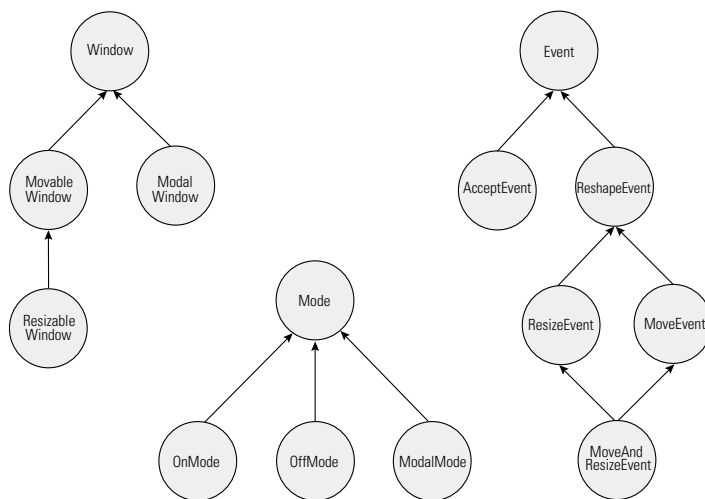 Window
Event
Movable
Window
Modal
Window
AcceptEvent
ReshapeEvent
Resizable
Window
Mode
ResizeEvent
MoveEvent
OnMode
OffMode
ModalMode
MoveAnd
ResizeEvent